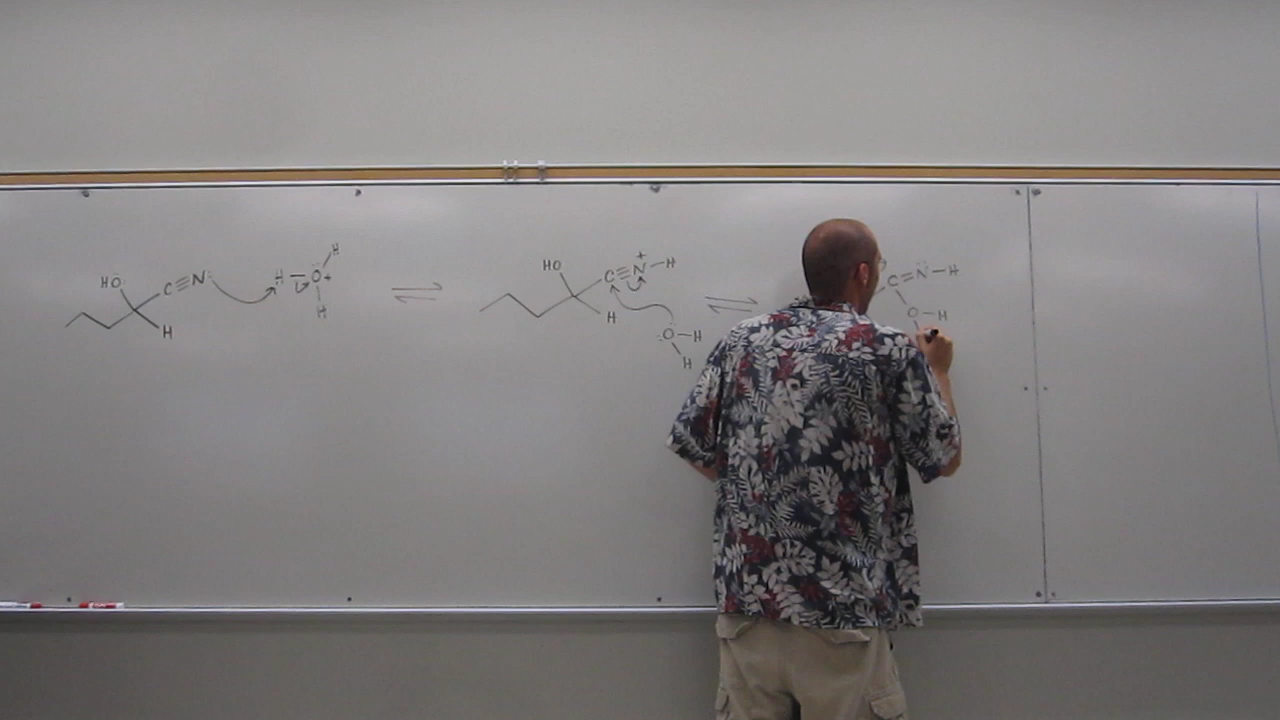 HO C≡N: H—O+ H H H
HO C≡N+—H H :O—H H
C=N—H O—H